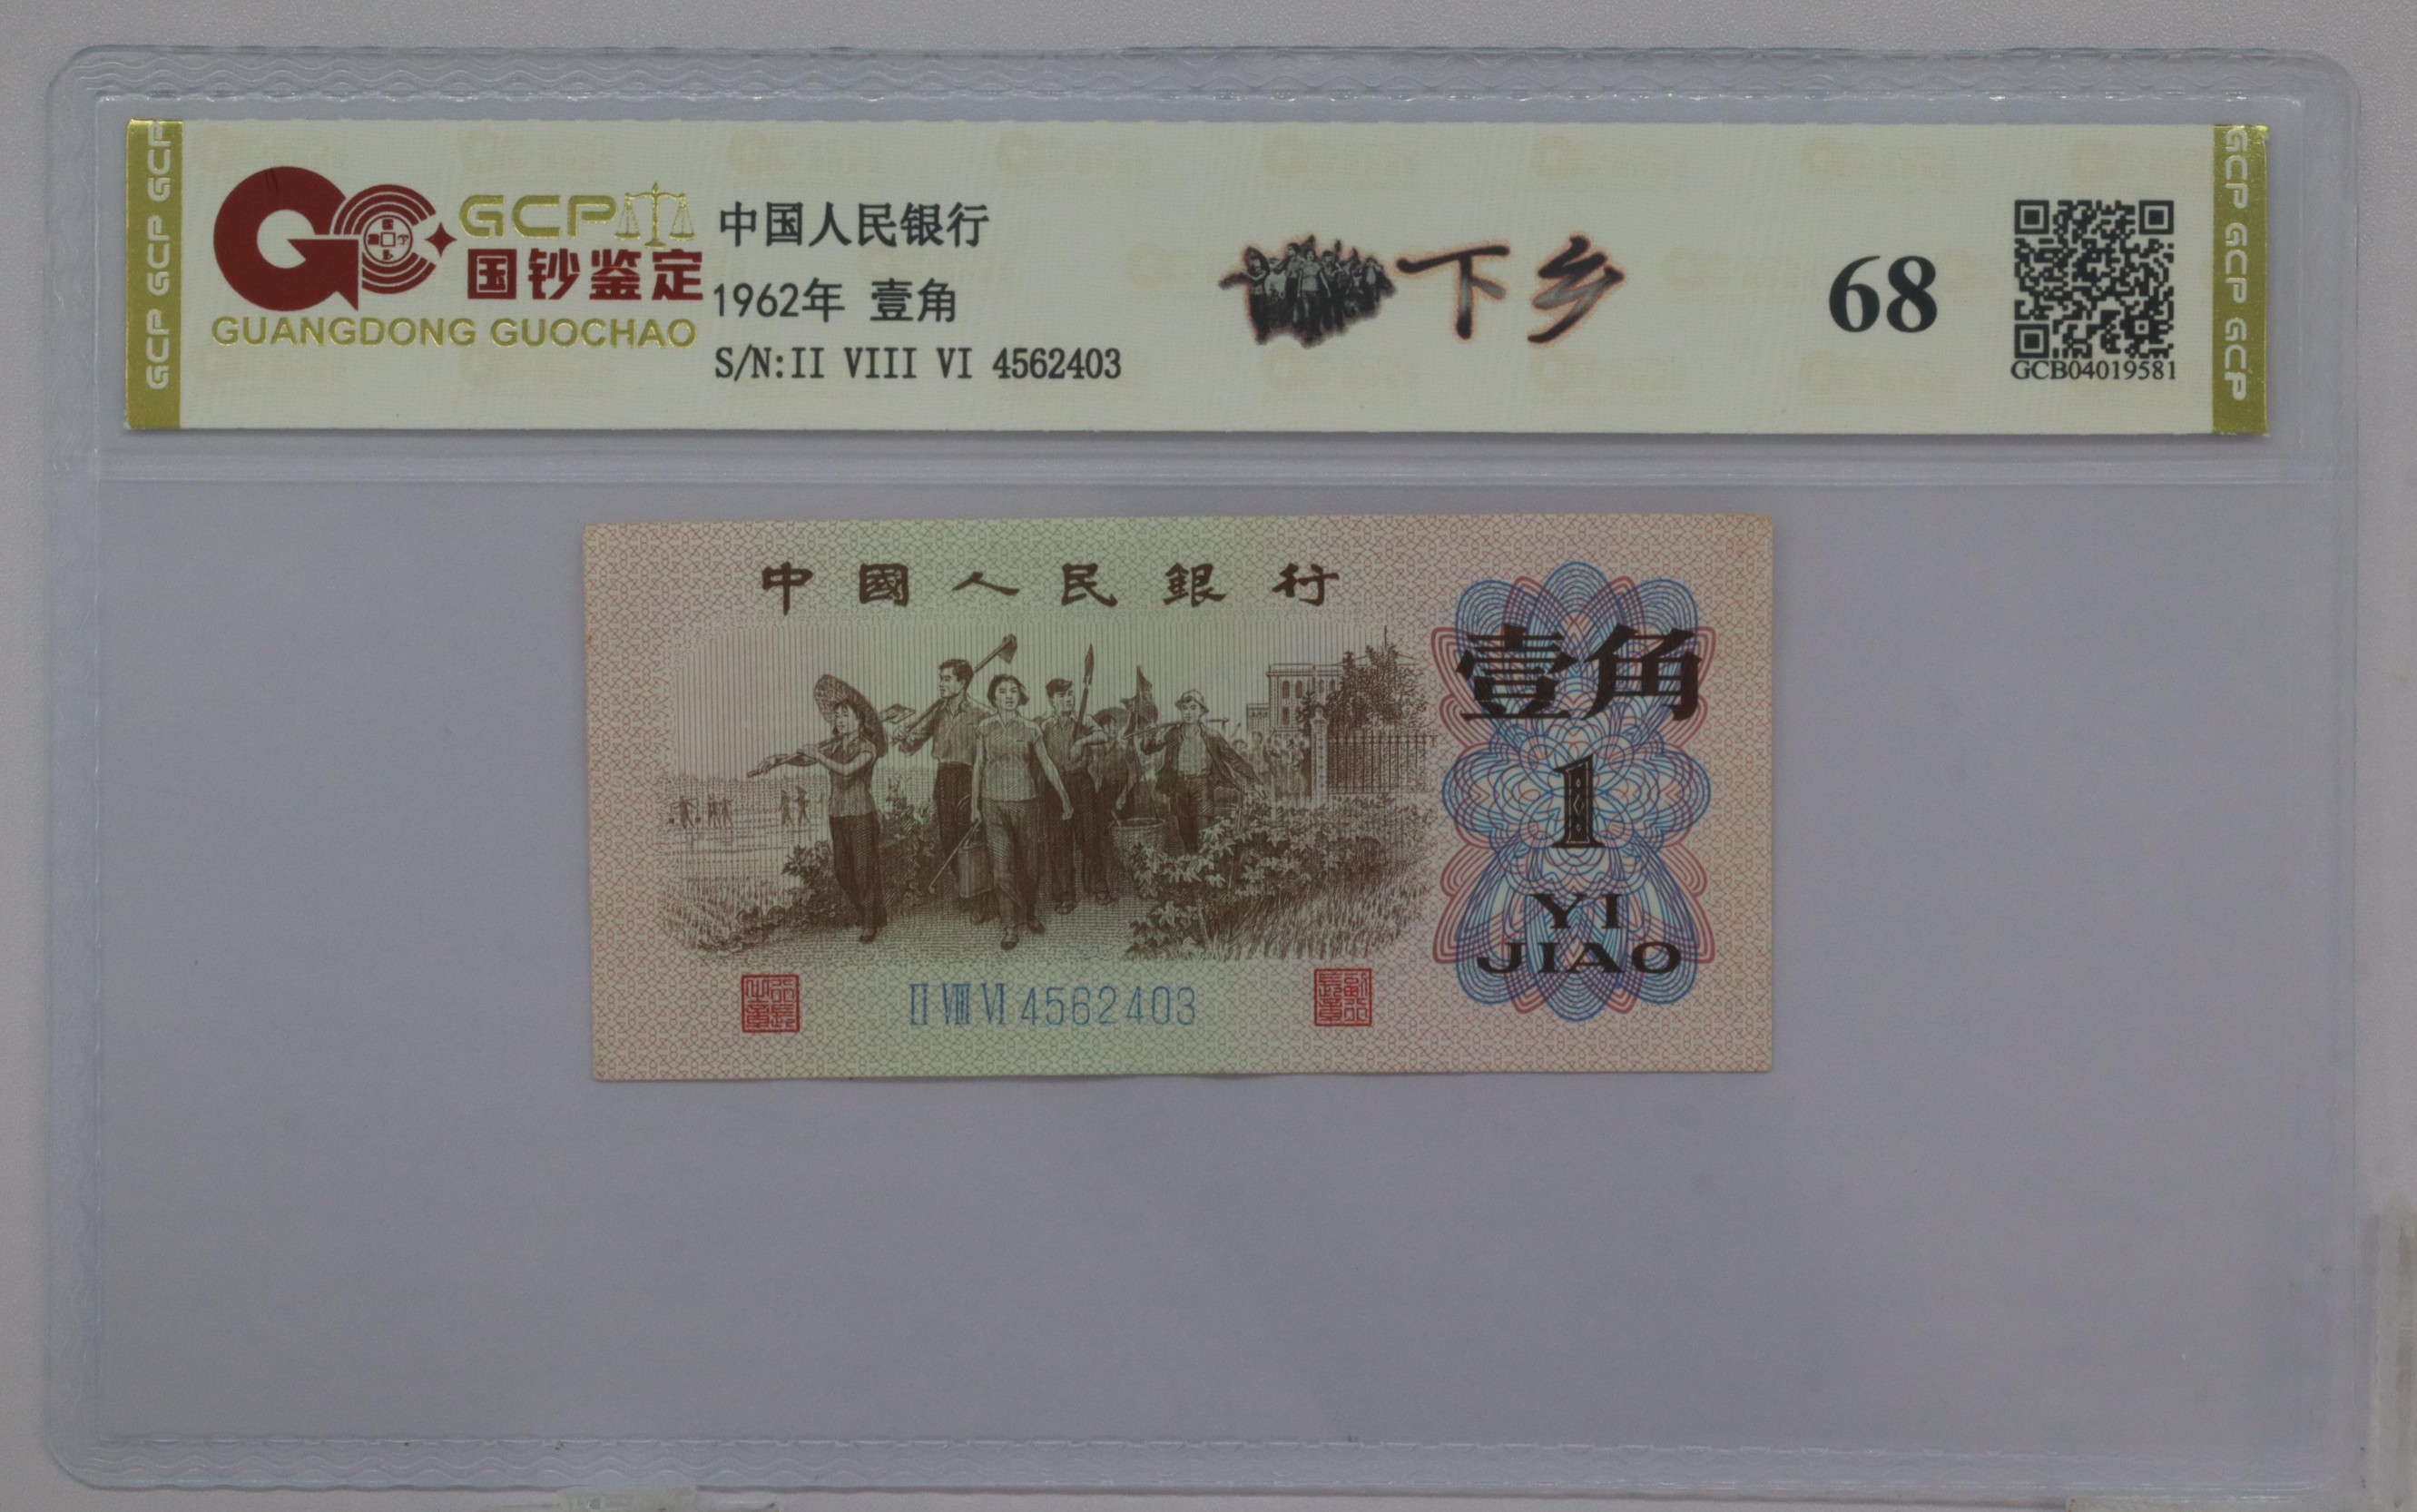 GCP GCP GCP
GCP
国钞鉴定
GUANGDONG GUOCHAO
中国人民银行
1962年 壹角
S/N:II VIII VI 4562403
下乡
68
GCB04019581
GCP GCP GCP
中國人民銀行
壹角
1
YI
JIAO
II VIII VI 4562403